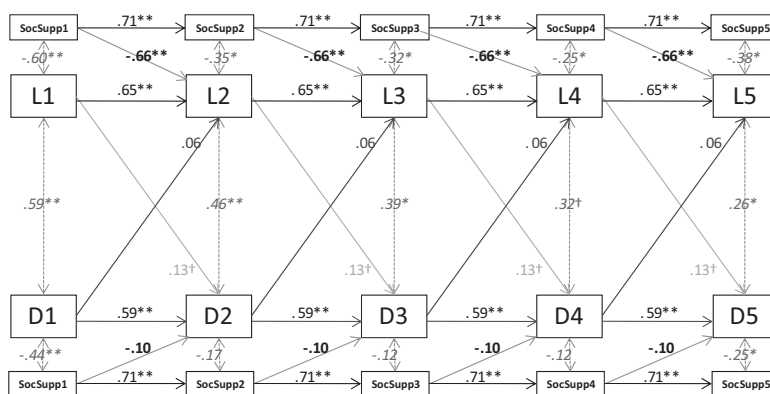 SocSupp1 .71** SocSupp2 .71** SocSupp3 .71** SocSupp4 .71** SocSupp5
-.60** -.66** -.35* -.66** -.32* -.66** -.25* -.66** -.38*
L1 .65** L2 .65** L3 .65** L4 .65** L5
.06 .06 .06 .06
.59** .46** .39* .32† .26*
.13† .13† .13† .13†
D1 .59** D2 .59** D3 .59** D4 .59** D5
-.44** -.10 -.17 -.10 -.12 -.10 -.12 -.10 -.25*
SocSupp1 .71** SocSupp2 .71** SocSupp3 .71** SocSupp4 .71** SocSupp5